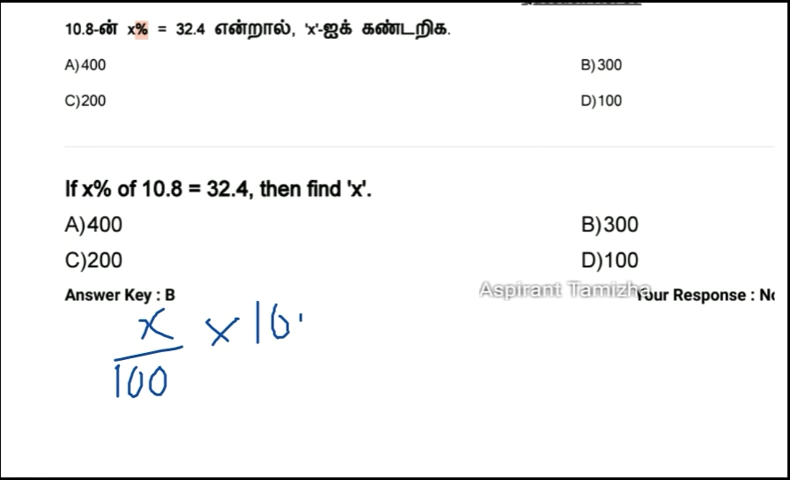 10.8-ன் x% = 32.4 என்றால், 'x'-ஐக் கண்டறிக.
A)400 B)300
C)200 D)100
If x% of 10.8 = 32.4, then find 'x'.
A)400 B)300
C)200 D)100
Answer Key : B Aspirant Tamizha Your Response :
x/100 × 10.